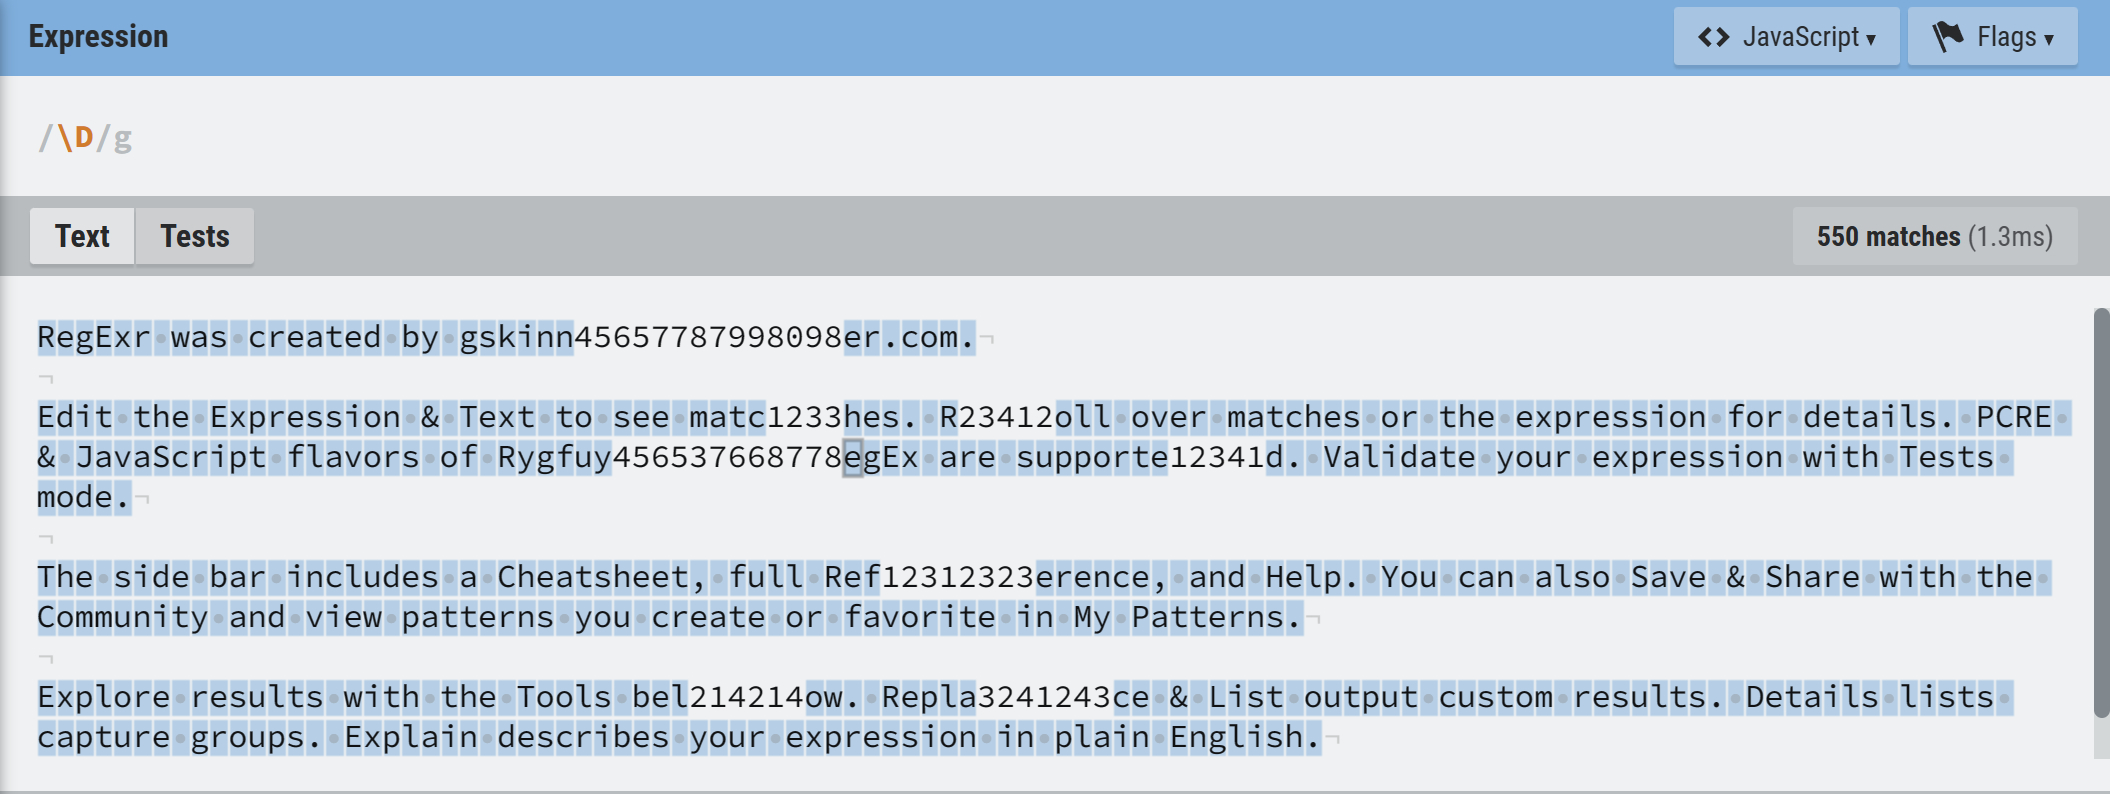 Expression
JavaScript ▾
Flags ▾
/\D/g
Text
Tests
550 matches (1.3ms)
RegExr was created by gskinn45657787998098er.com.
Edit the Expression & Text to see matc1233hes. R23412oll over matches or the expression for details. PCRE
& JavaScript flavors of Rygfuy456537668778egEx are supporte12341d. Validate your expression with Tests
mode.
The side bar includes a Cheatsheet, full Ref12312323erence, and Help. You can also Save & Share with the
Community and view patterns you create or favorite in My Patterns.
Explore results with the Tools bel214214ow. Repla3241243ce & List output custom results. Details lists
capture groups. Explain describes your expression in plain English.